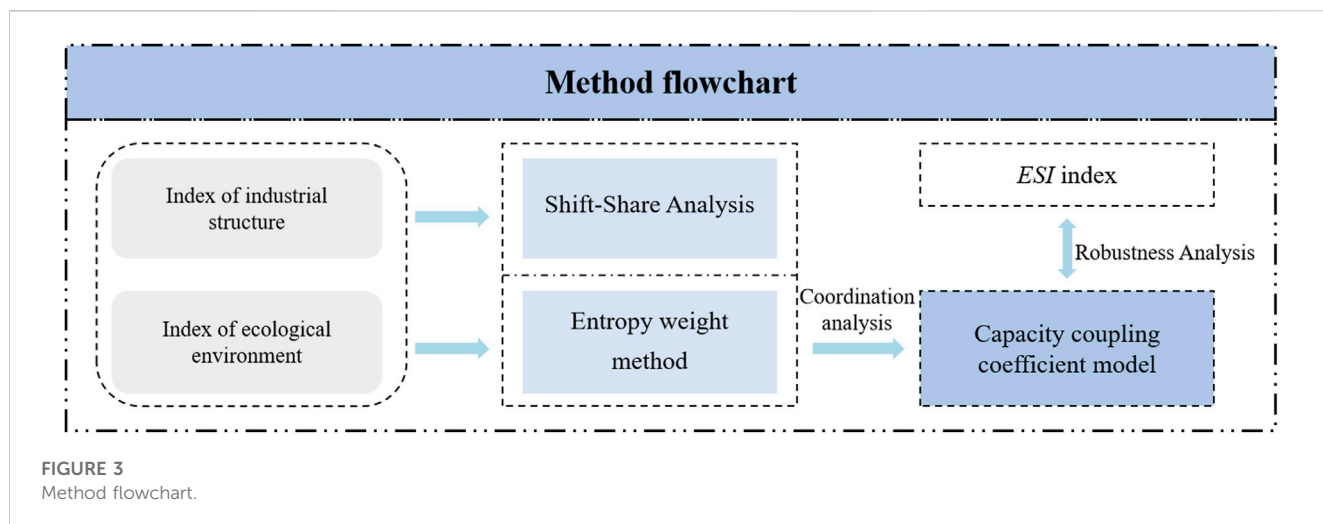 Method flowchart
Index of industrial
structure
Shift-Share Analysis
ESI index
Robustness Analysis
Index of ecological
environment
Entropy weight
method
Coordination
analysis
Capacity coupling
coefficient model
FIGURE 3
Method flowchart.